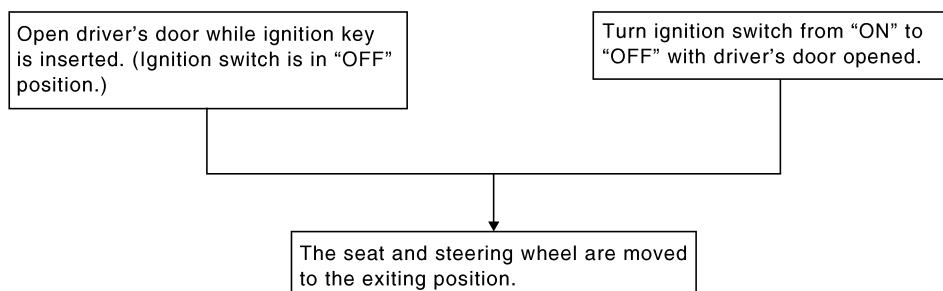 Open driver’s door while ignition key
is inserted. (Ignition switch is in “OFF”
position.)
Turn ignition switch from “ON” to
“OFF” with driver’s door opened.
The seat and steering wheel are moved
to the exiting position.